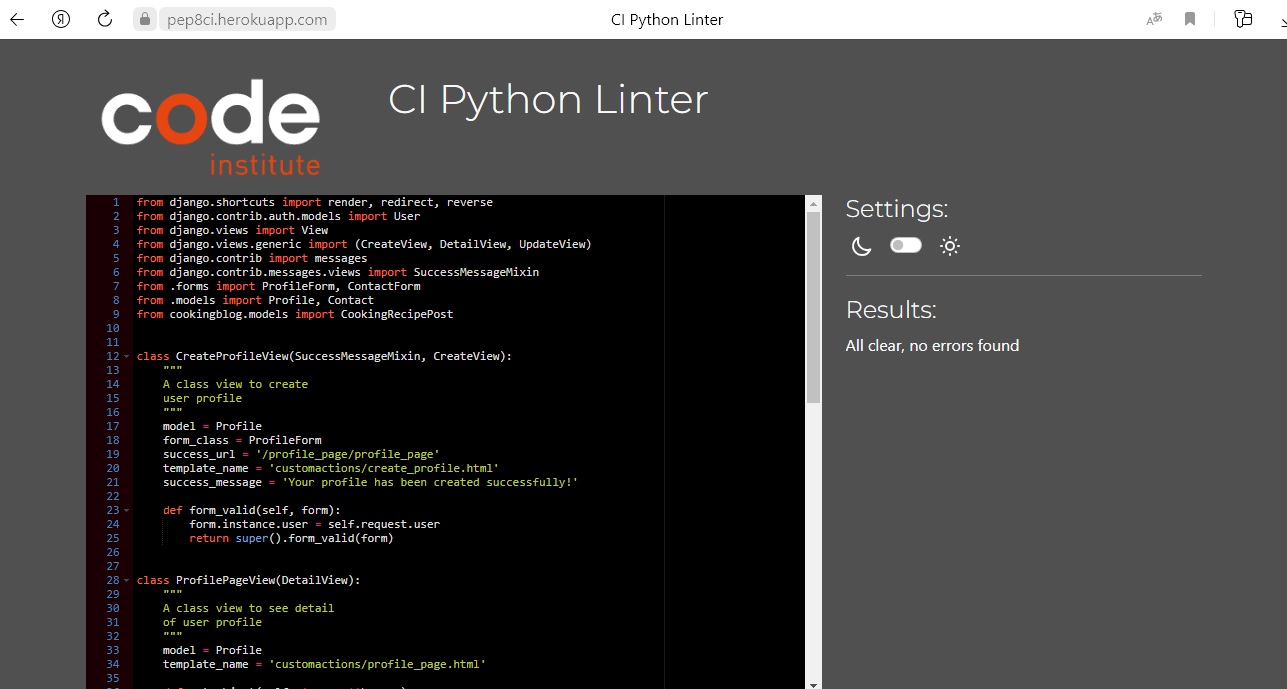 pep8ci.herokuapp.com
CI Python Linter
code
institute
CI Python Linter
1 from django.shortcuts import render, redirect, reverse
2 from django.contrib.auth.models import User
3 from django.views import View
4 from django.views.generic import (CreateView, DetailView, UpdateView)
5 from django.contrib import messages
6 from django.contrib.messages.views import SuccessMessageMixin
7 from .forms import ProfileForm, ContactForm
8 from .models import Profile, Contact
9 from cookingblog.models import CookingRecipePost
10
11
12 class CreateProfileView(SuccessMessageMixin, CreateView):
13     """
14     A class view to create
15     user profile
16     """
17     model = Profile
18     form_class = ProfileForm
19     success_url = '/profile_page/profile_page'
20     template_name = 'customactions/create_profile.html'
21     success_message = 'Your profile has been created successfully!'
22
23     def form_valid(self, form):
24         form.instance.user = self.request.user
25         return super().form_valid(form)
26
27
28 class ProfilePageView(DetailView):
29     """
30     A class view to see detail
31     of user profile
32     """
33     model = Profile
34     template_name = 'customactions/profile_page.html'
35
Settings:
Results:
All clear, no errors found